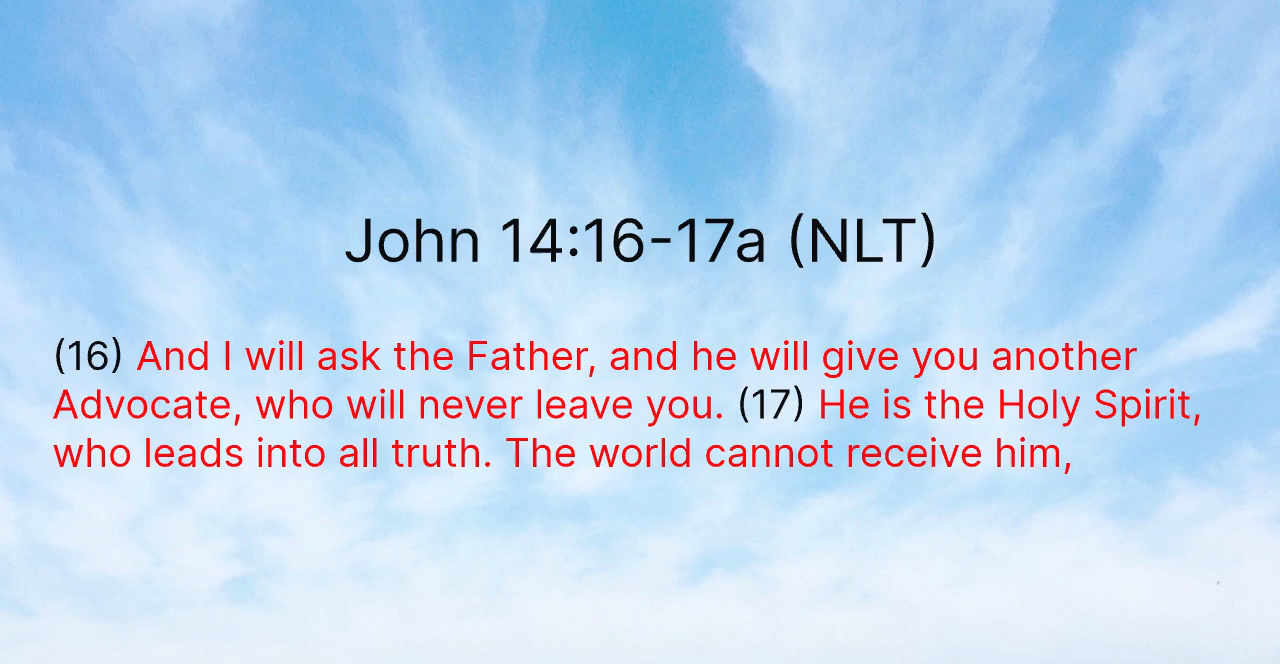 John 14:16-17a (NLT)
(16) And I will ask the Father, and he will give you another
Advocate, who will never leave you. (17) He is the Holy Spirit,
who leads into all truth. The world cannot receive him,